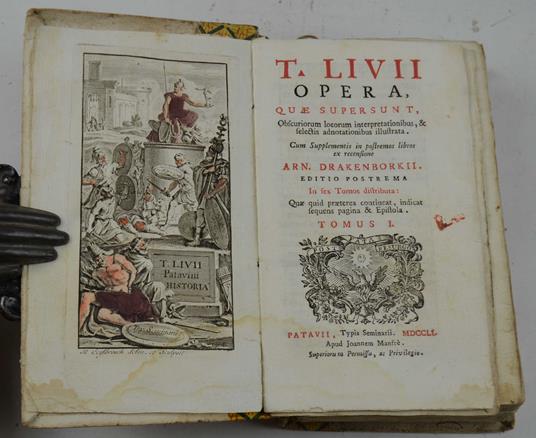 T. LIVII
Patavini
HISTORIA
T. LIVII
OPERA,
QUÆ SUPERSUNT,
Obscuriorum locorum interpretationibus, &
selectis adnotationibus illustrata.
Cum Supplementis in postremos libros
ex recensione
ARN. DRAKENBORKII.
EDITIO POSTREMA
In sex Tomos distributa:
Quæ quid præterea contineat, indicat
sequens pagina & Epistola.
TOMUS I.
PATAVII, Typis Seminarii. MDCCLI.
Apud Joannem Manfrè.
Superiorum Permissu, ac Privilegio.